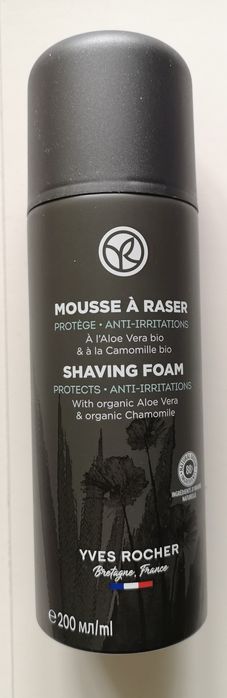 MOUSSE À RASER
PROTÈGE • ANTI-IRRITATIONS
À l'Aloe Vera bio
& à la Camomille bio
SHAVING FOAM
PROTECTS • ANTI-IRRITATIONS
With organic Aloe Vera
& organic Chamomile
YVES ROCHER
Bretagne, France
℮200 мл/ml